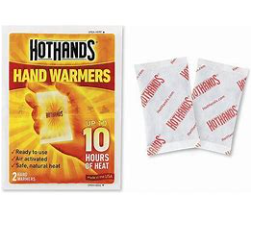 HOTHANDS
HAND WARMERS
UP TO
10
HOURS
OF HEAT
✓ Ready to use
✓ Air activated
✓ Safe, natural heat
2 HAND
WARMERS
HOTHANDS
HOTHANDS